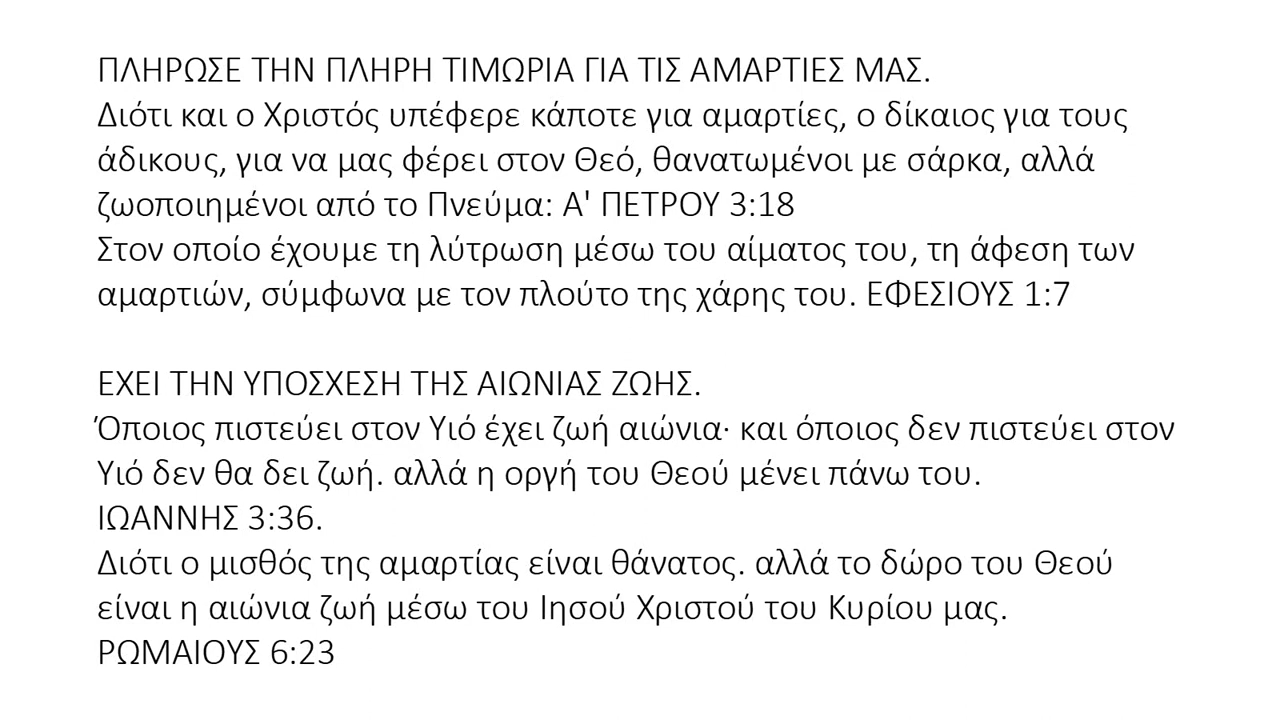 ΠΛΗΡΩΣΕ ΤΗΝ ΠΛΗΡΗ ΤΙΜΩΡΙΑ ΓΙΑ ΤΙΣ ΑΜΑΡΤΙΕΣ ΜΑΣ.
Διότι και ο Χριστός υπέφερε κάποτε για αμαρτίες, ο δίκαιος για τους
άδικους, για να μας φέρει στον Θεό, θανατωμένοι με σάρκα, αλλά
ζωοποιημένοι από το Πνεύμα: Α' ΠΕΤΡΟΥ 3:18
Στον οποίο έχουμε τη λύτρωση μέσω του αίματος του, τη άφεση των
αμαρτιών, σύμφωνα με τον πλούτο της χάρης του. ΕΦΕΣΙΟΥΣ 1:7
ΕΧΕΙ ΤΗΝ ΥΠΟΣΧΕΣΗ ΤΗΣ ΑΙΩΝΙΑΣ ΖΩΗΣ.
Όποιος πιστεύει στον Υιό έχει ζωή αιώνια· και όποιος δεν πιστεύει στον
Υιό δεν θα δει ζωή. αλλά η οργή του Θεού μένει πάνω του.
ΙΩΑΝΝΗΣ 3:36.
Διότι ο μισθός της αμαρτίας είναι θάνατος. αλλά το δώρο του Θεού
είναι η αιώνια ζωή μέσω του Ιησού Χριστού του Κυρίου μας.
ΡΩΜΑΙΟΥΣ 6:23